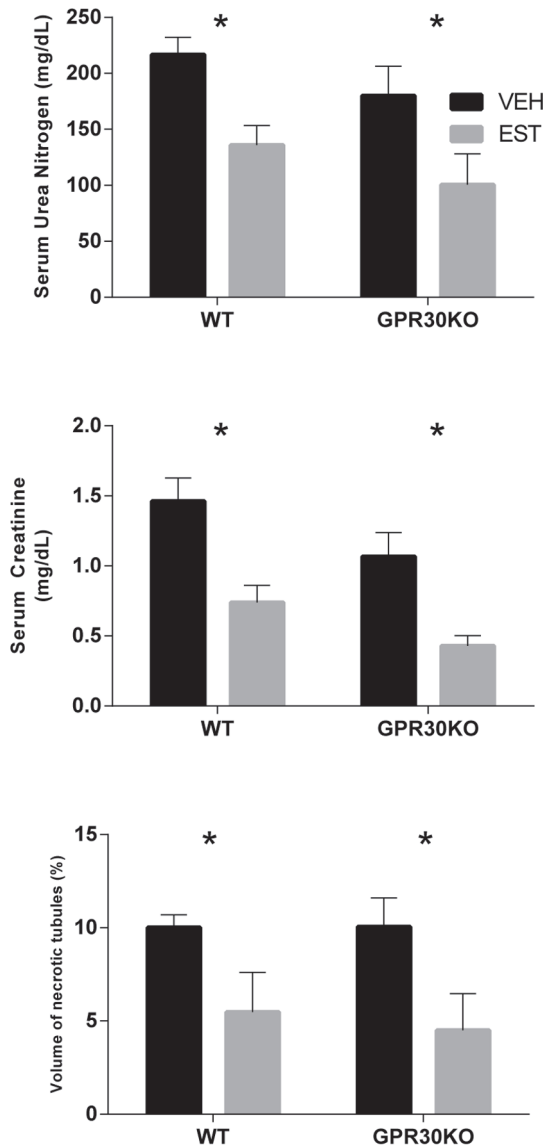 Serum Urea Nitrogen (mg/dL)
250
200
150
100
50
0
*
*
VEH
EST
WT
GPR30KO
Serum Creatinine
(mg/dL)
2.0
1.5
1.0
0.5
0.0
*
*
WT
GPR30KO
Volume of necrotic tubules (%)
15
10
5
0
*
*
WT
GPR30KO